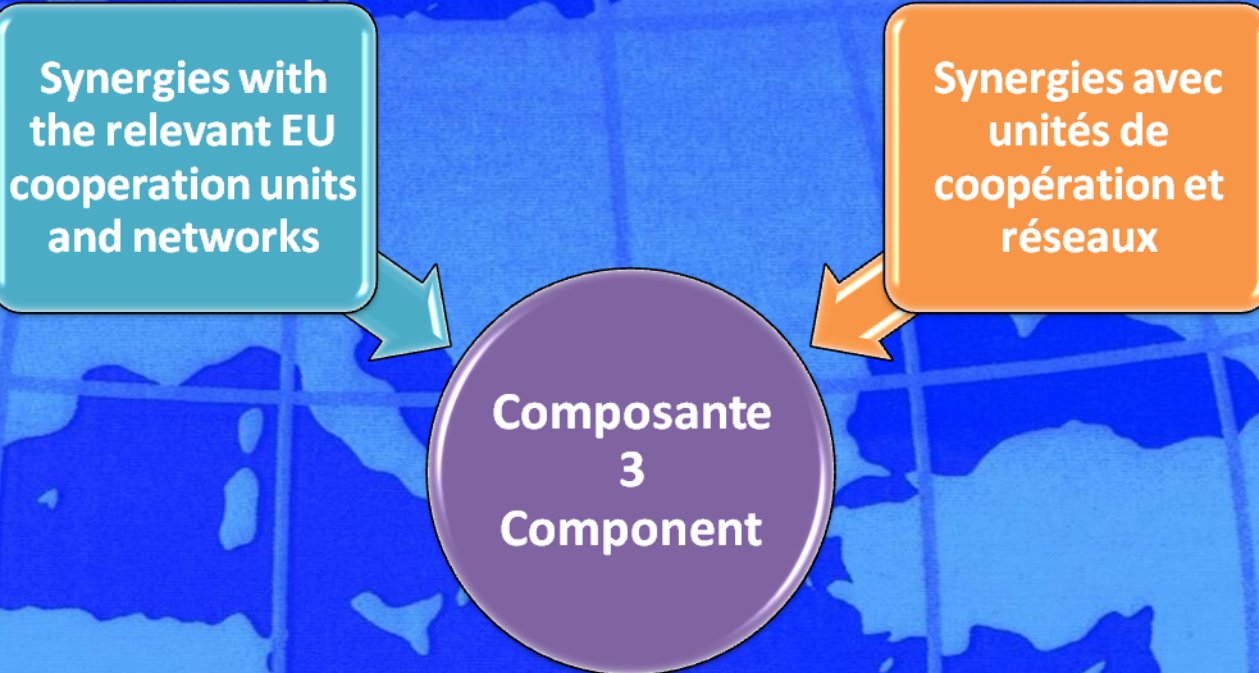 Synergies with
the relevant EU
cooperation units
and networks
Synergies avec
unités de
coopération et
réseaux
Composante
3
Component